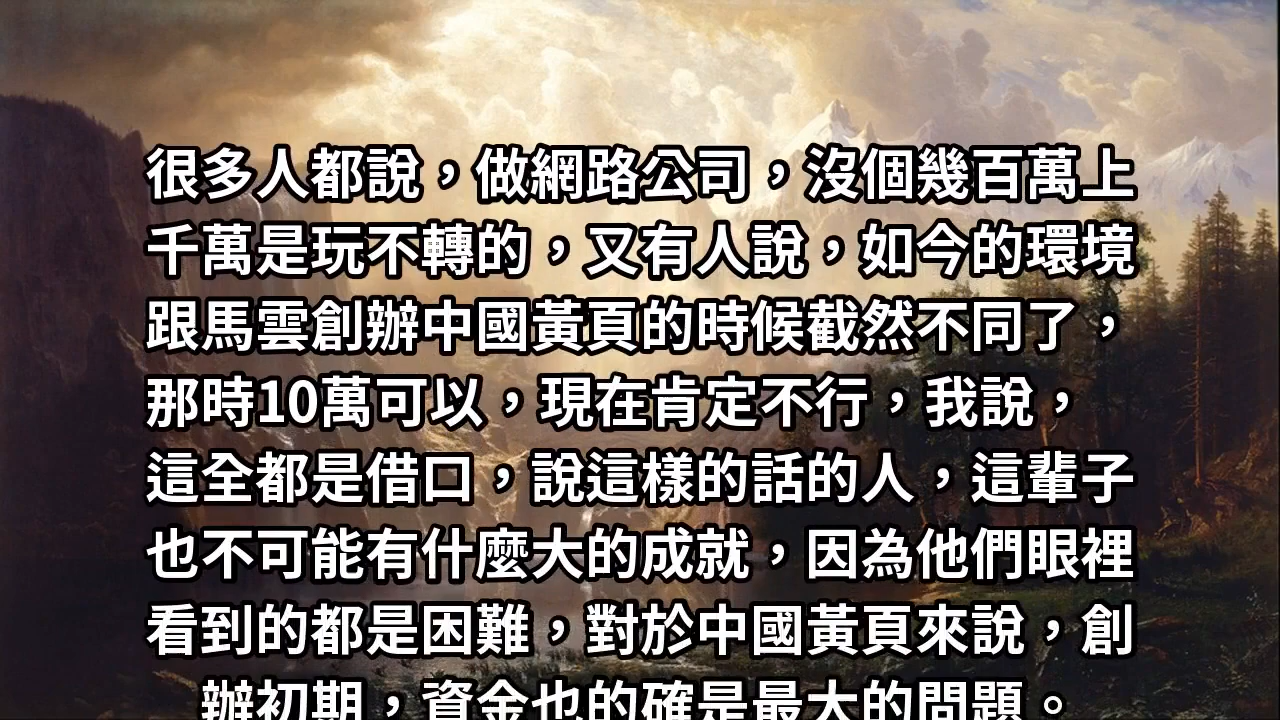 很多人都說，做網路公司，沒個幾百萬上
千萬是玩不轉的，又有人說，如今的環境
跟馬雲創辦中國黃頁的時候截然不同了，
那時10萬可以，現在肯定不行，我說，
這全都是借口，說這樣的話的人，這輩子
也不可能有什麼大的成就，因為他們眼裡
看到的都是困難，對於中國黃頁來說，創
辦初期，資金也的確是最大的問題。